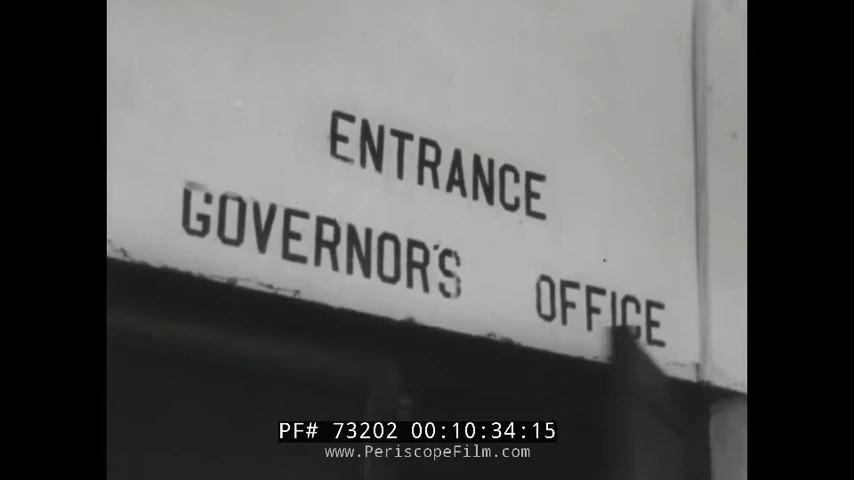 ENTRANCE
GOVERNOR'S OFFICE
PF# 73202 00:10:34:15
www.PeriscopeFilm.com